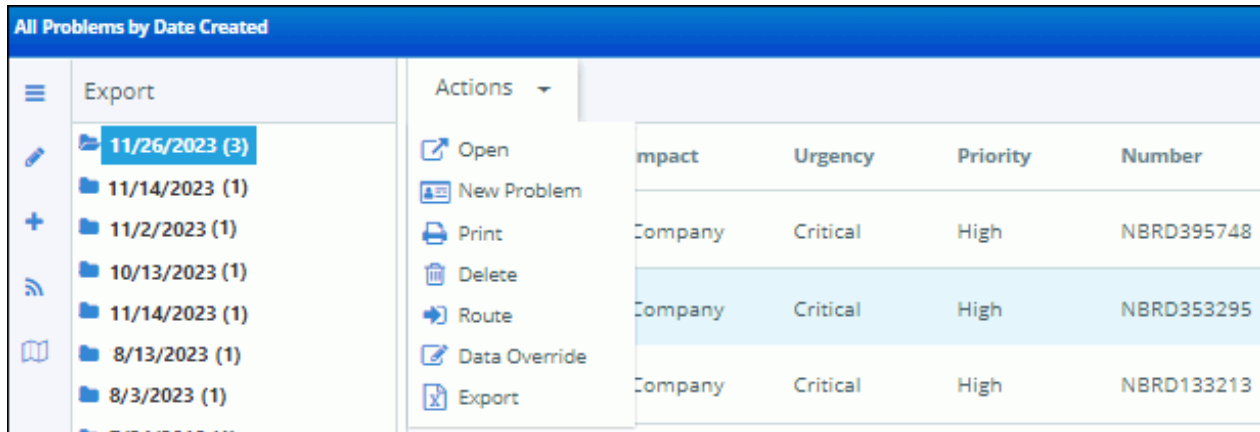 All Problems by Date Created
Export
11/26/2023 (3)
11/14/2023 (1)
11/2/2023 (1)
10/13/2023 (1)
11/14/2023 (1)
8/13/2023 (1)
8/3/2023 (1)
Actions
Open
New Problem
Print
Delete
Route
Data Override
Export
mpact Urgency Priority Number
Company Critical High NBRD395748
Company Critical High NBRD353295
Company Critical High NBRD133213